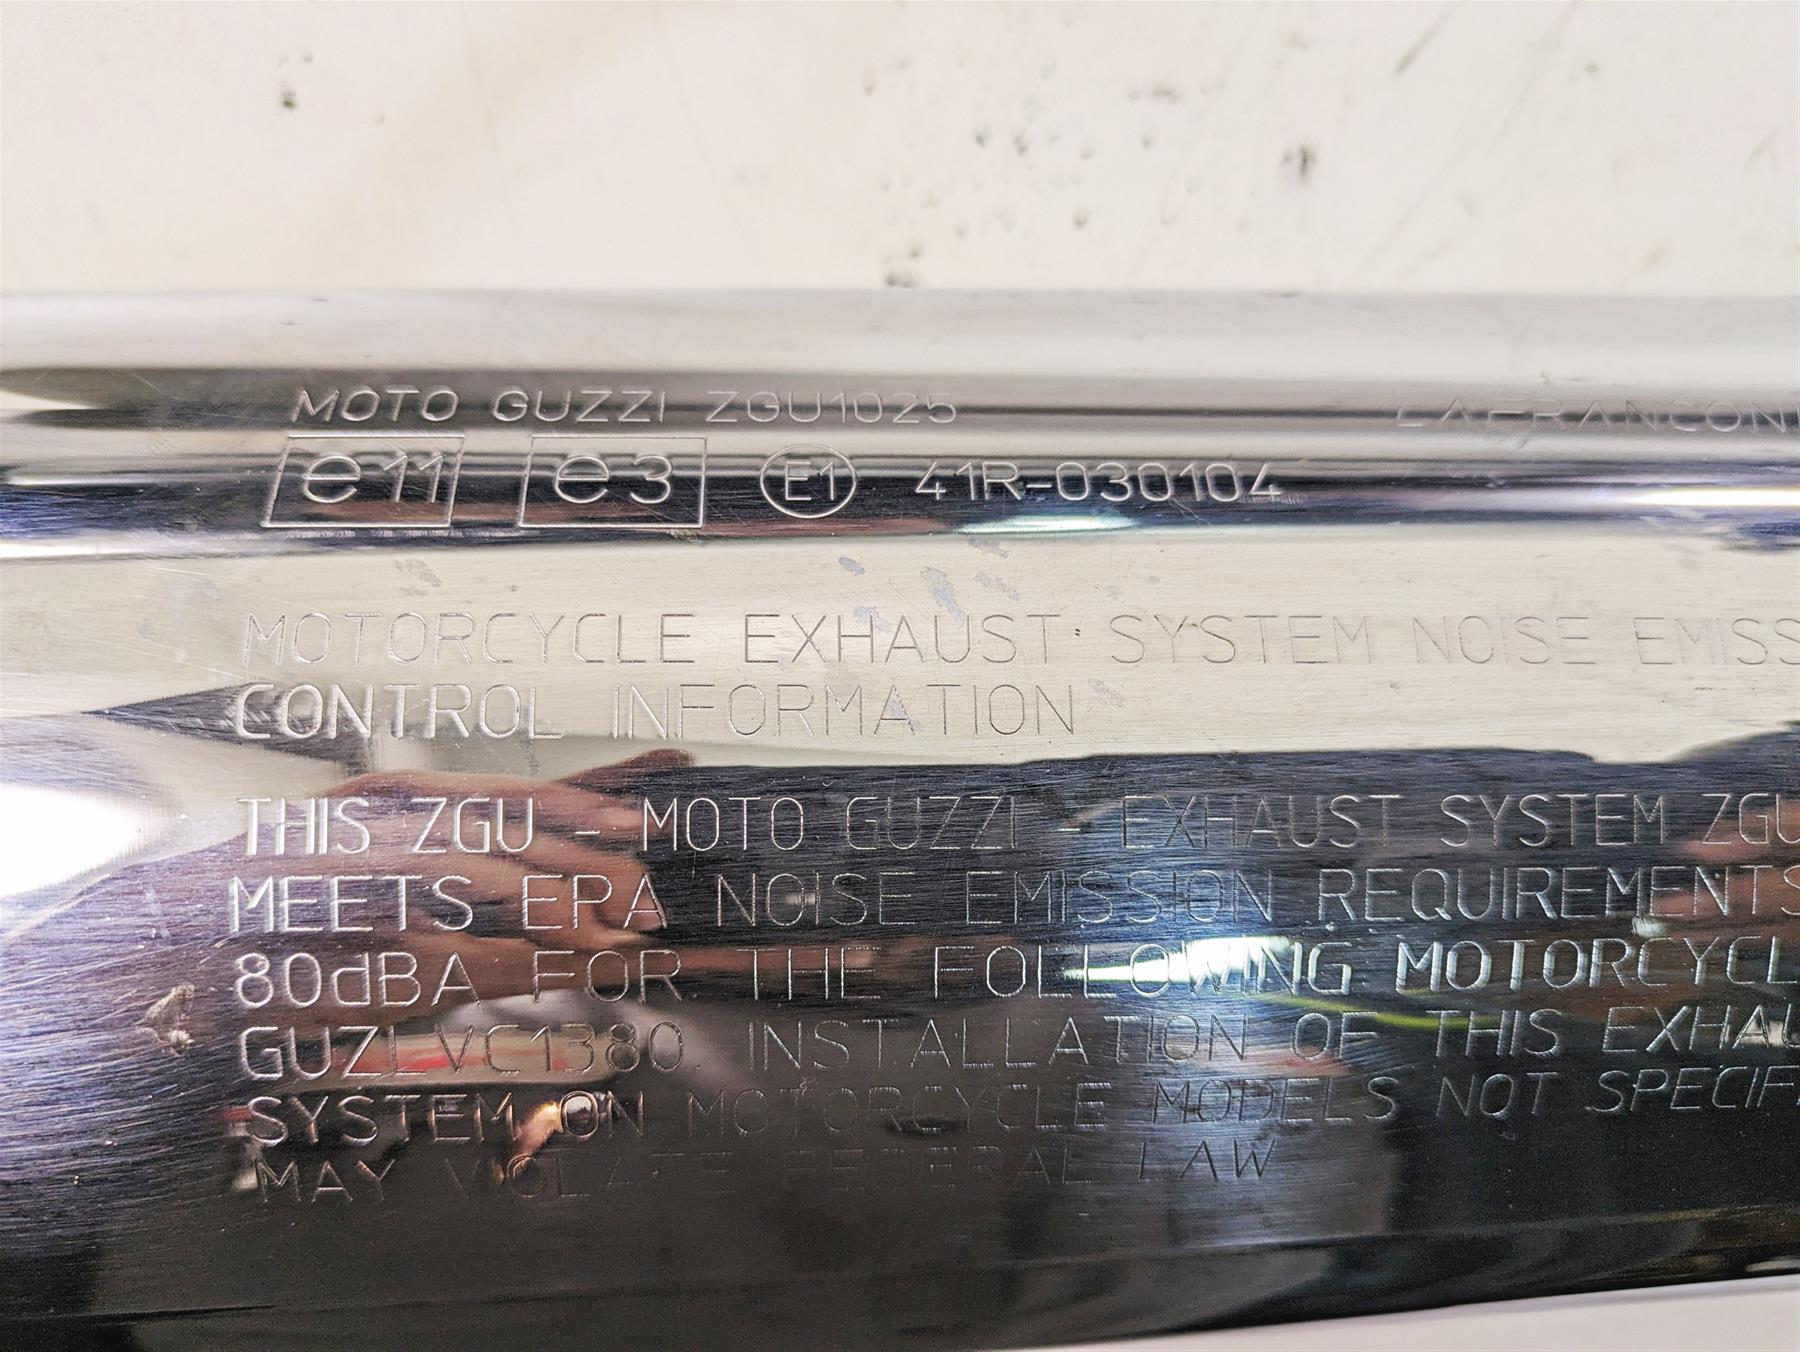 MOTO GUZZI ZGU1025 LAFRANCONI
e11 e3 E1 41R-030104
MOTORCYCLE EXHAUST SYSTEM NOISE EMISS
CONTROL INFORMATION
THIS ZGU - MOTO GUZZI - EXHAUST SYSTEM ZGU
MEETS EPA NOISE EMISSION REQUIREMENTS
80dBA FOR THE FOLLOWING MOTORCYCL
GUZLVC1380. INSTALLATION OF THIS EXHAU
SYSTEM ON MOTORCYCLE MODELS NOT SPECIFI
MAY VIOLATE FEDERAL LAW